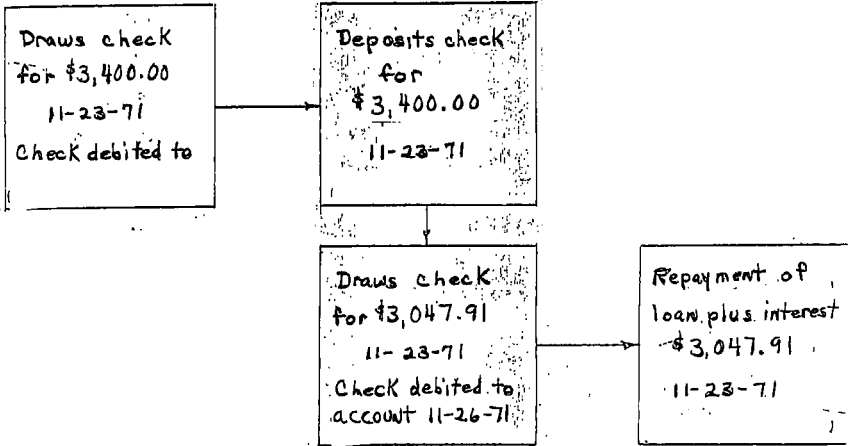 Draws check
for $3,400.00
11-23-71
Check debited to
Deposits check
for
$3,400.00
11-23-71
Draws check
for $3,047.91
11-23-71
Check debited to
account 11-26-71
Repayment of
loan plus interest
$3,047.91
11-23-71